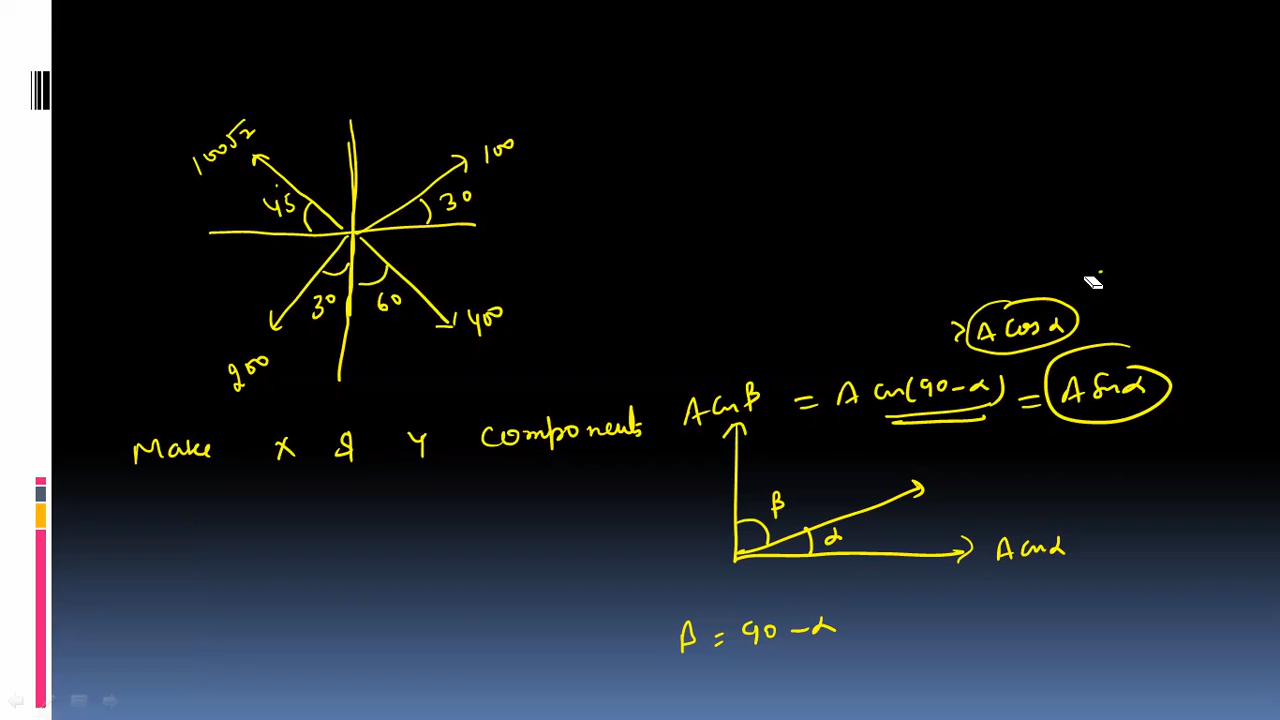 100√2
100
45
30
30
60
200
400
A cos α
A cos β = A cos(90-α) = A sin α
Make X & Y Components
β
α
A cos α
β = 90 - α